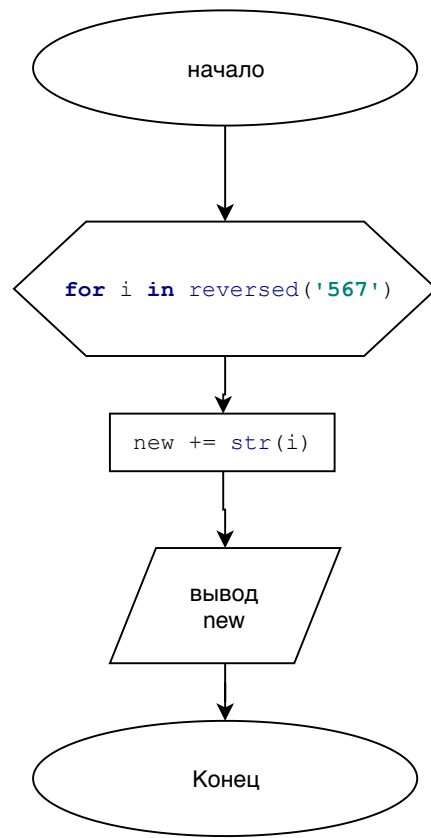 начало
for i in reversed('567')
new += str(i)
вывод
new
Конец